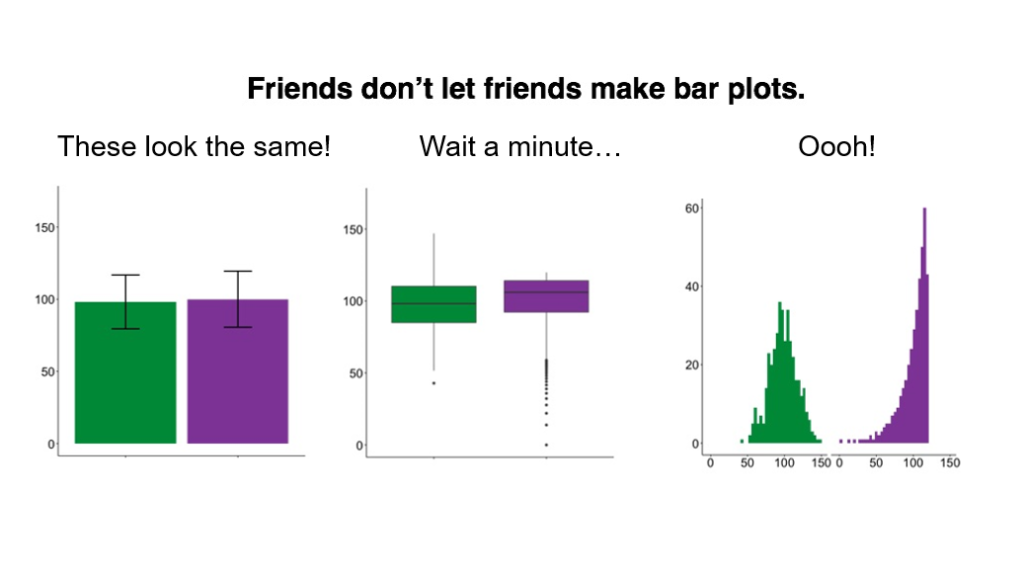 Friends don’t let friends make bar plots.
These look the same!
Wait a minute…
Oooh!
150
100
50
0
150
100
50
0
60
40
20
0
0 50 100 150 0 50 100 150